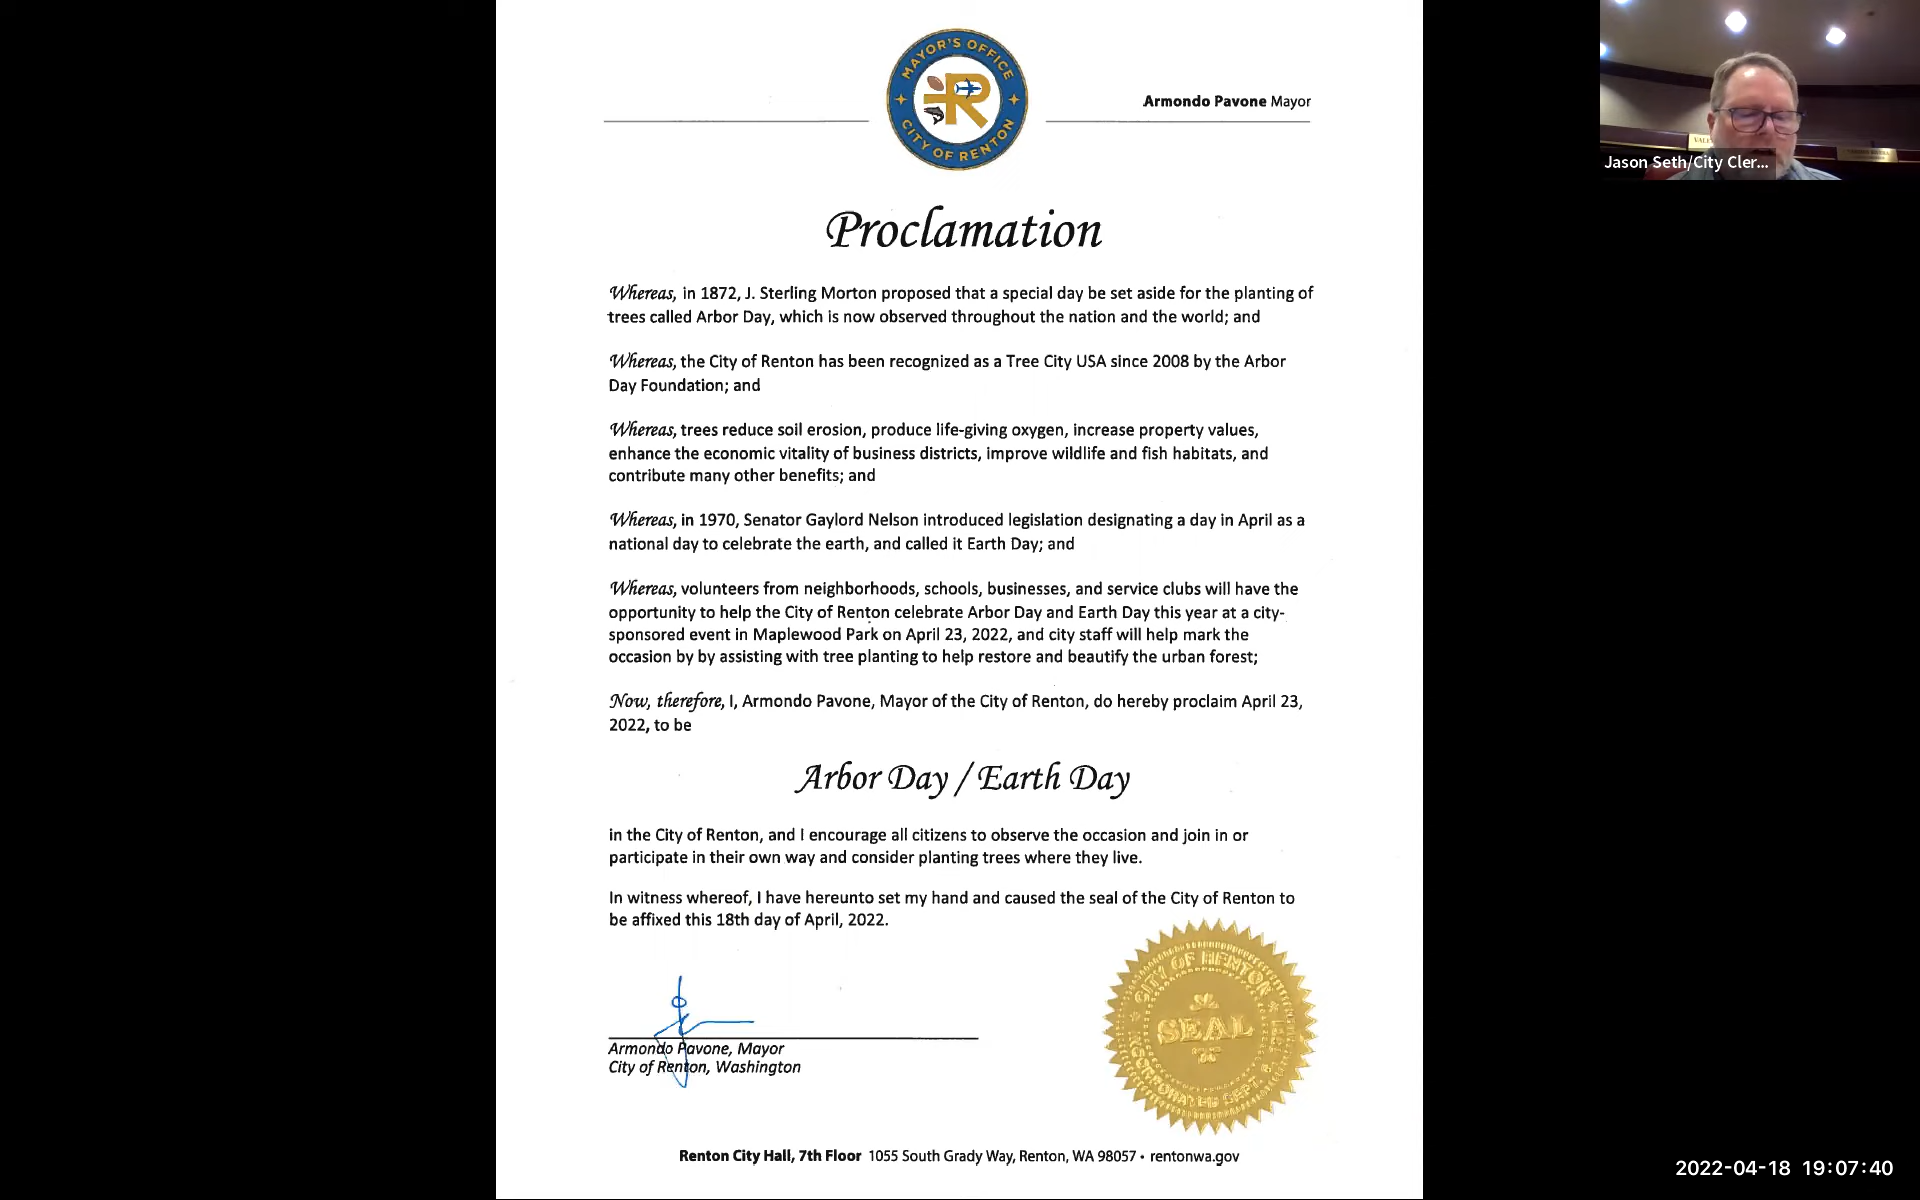 MAYOR'S OFFICE
CITY OF RENTON
R
Armondo Pavone Mayor
Jason Seth/City Cler...
Proclamation
Whereas, in 1872, J. Sterling Morton proposed that a special day be set aside for the planting of
trees called Arbor Day, which is now observed throughout the nation and the world; and
Whereas, the City of Renton has been recognized as a Tree City USA since 2008 by the Arbor
Day Foundation; and
Whereas, trees reduce soil erosion, produce life-giving oxygen, increase property values,
enhance the economic vitality of business districts, improve wildlife and fish habitats, and
contribute many other benefits; and
Whereas, in 1970, Senator Gaylord Nelson introduced legislation designating a day in April as a
national day to celebrate the earth, and called it Earth Day; and
Whereas, volunteers from neighborhoods, schools, businesses, and service clubs will have the
opportunity to help the City of Renton celebrate Arbor Day and Earth Day this year at a city-
sponsored event in Maplewood Park on April 23, 2022, and city staff will help mark the
occasion by by assisting with tree planting to help restore and beautify the urban forest;
Now, therefore, I, Armondo Pavone, Mayor of the City of Renton, do hereby proclaim April 23,
2022, to be
Arbor Day / Earth Day
in the City of Renton, and I encourage all citizens to observe the occasion and join in or
participate in their own way and consider planting trees where they live.
In witness whereof, I have hereunto set my hand and caused the seal of the City of Renton to
be affixed this 18th day of April, 2022.
CITY OF RENTON
SEAL
INCORPORATED SEPT. 6, 1901
Armondo Pavone, Mayor
City of Renton, Washington
Renton City Hall, 7th Floor 1055 South Grady Way, Renton, WA 98057 • rentonwa.gov
2022-04-18 19:07:40